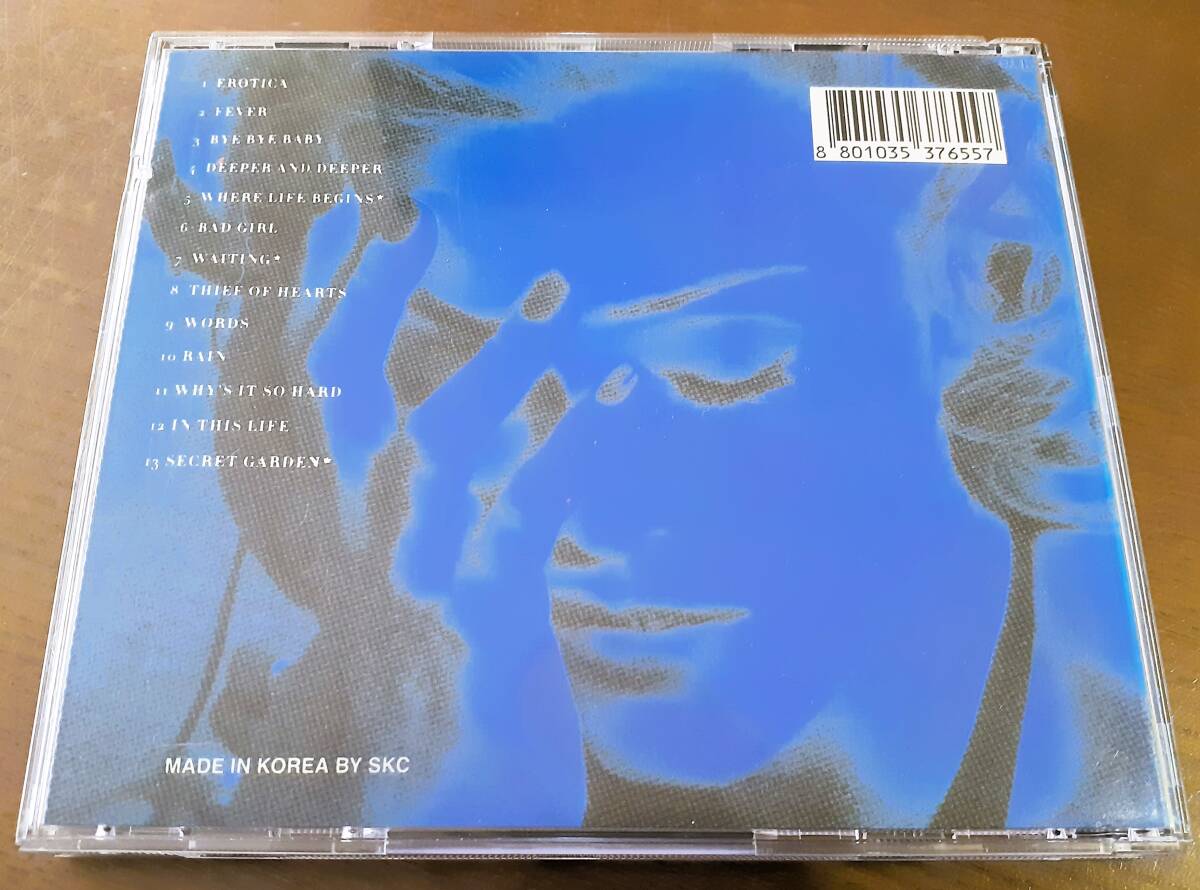 1 EROTICA
2 FEVER
3 BYE BYE BABY
4 DEEPER AND DEEPER
5 WHERE LIFE BEGINS*
6 BAD GIRL
7 WAITING*
8 THIEF OF HEARTS
9 WORDS
10 RAIN
11 WHY'S IT SO HARD
12 IN THIS LIFE
13 SECRET GARDEN*
8 801035 376557
MADE IN KOREA BY SKC